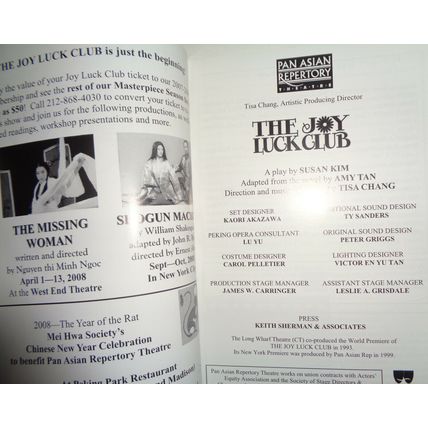 THE JOY LUCK CLUB is just the beginning!
y the value of your Joy Luck Club ticket to our 2007
bership and see the rest of our Masterpiece Season
as $50! Call 212-868-4030 to convert your ticket
s show and join us for the following productions, as
ed readings, workshop presentations and more.
THE MISSING
WOMAN
written and directed
by Nguyen thi Minh Ngoc
April 1—13, 2008
At the West End Theatre
SHOGUN MAC
by William Shakes
adapted by John R.
directed by Ernest
Sept—Oct, 200
In New York City
2008—The Year of the Rat
Mei Hwa Society's
Chinese New Year Celebration
to benefit Pan Asian Repertory Theatre
Peking Park Restaurant
and Madison
PAN ASIAN
REPERTORY
THEATRE
Tisa Chang, Artistic Producing Director
THE JOY
LUCK CLUB
A play by SUSAN KIM
Adapted from the novel by AMY TAN
Direction and TISA CHANG
SET DESIGNER
KAORI AKAZAWA
SOUND DESIGN
TY SANDERS
PEKING OPERA CONSULTANT
LU YU
ORIGINAL SOUND DESIGN
PETER GRIGGS
COSTUME DESIGNER
CAROL PELLETIER
LIGHTING DESIGNER
VICTOR EN YU TAN
PRODUCTION STAGE MANAGER
JAMES W. CARRINGER
ASSISTANT STAGE MANAGER
LESLIE A. GRISDALE
PRESS
KEITH SHERMAN & ASSOCIATES
The Long Wharf Theatre (CT) co-produced the World Premiere of
THE JOY LUCK CLUB in 1993.
Its New York Premiere was produced by Pan Asian Rep in 1999.
Pan Asian Repertory Theatre works on union contracts with Actors'
Equity Association and the Society of Stage Directors &